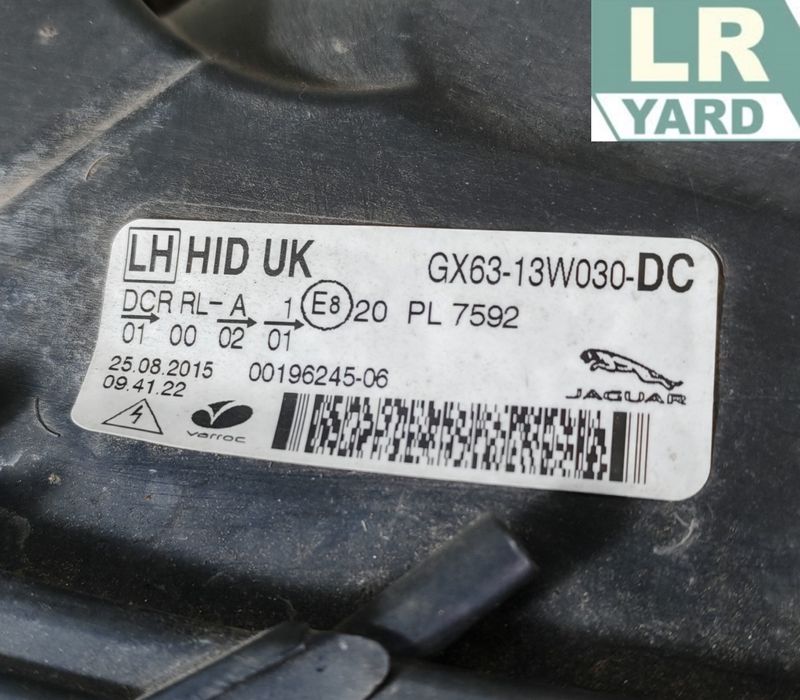 LR
YARD
LH HID UK GX63-13W030-DC
DCR RL- A 1 E8 20 PL 7592
01 00 02 01
25.08.2015 00196245-06
09.41.22
JAGUAR
varroc